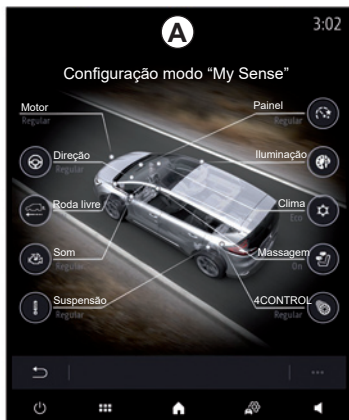 A
3:02
Configuração modo “My Sense”
Motor
Regular
Painel
Regular
Direção
Regular
Iluminação
Roda livre
Regular
Clima
Eco
Som
Regular
Massagem
On
Suspensão
Regular
4CONTROL
Regular